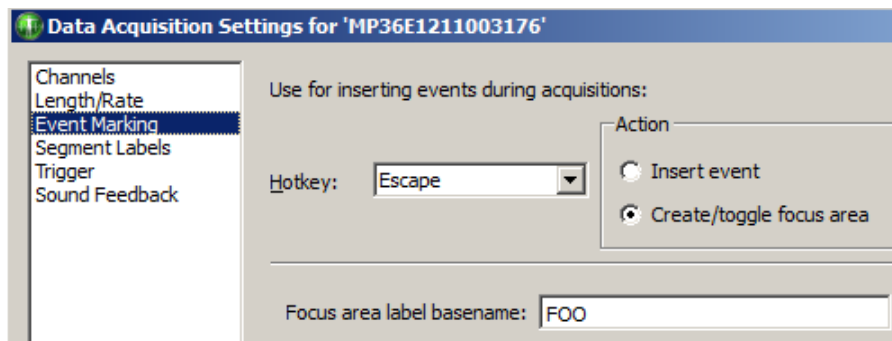 Data Acquisition Settings for 'MP36E1211003176'
Channels
Length/Rate
Event Marking
Segment Labels
Trigger
Sound Feedback
Use for inserting events during acquisitions:
Hotkey: Escape
Action
Insert event
Create/toggle focus area
Focus area label basename: FOO